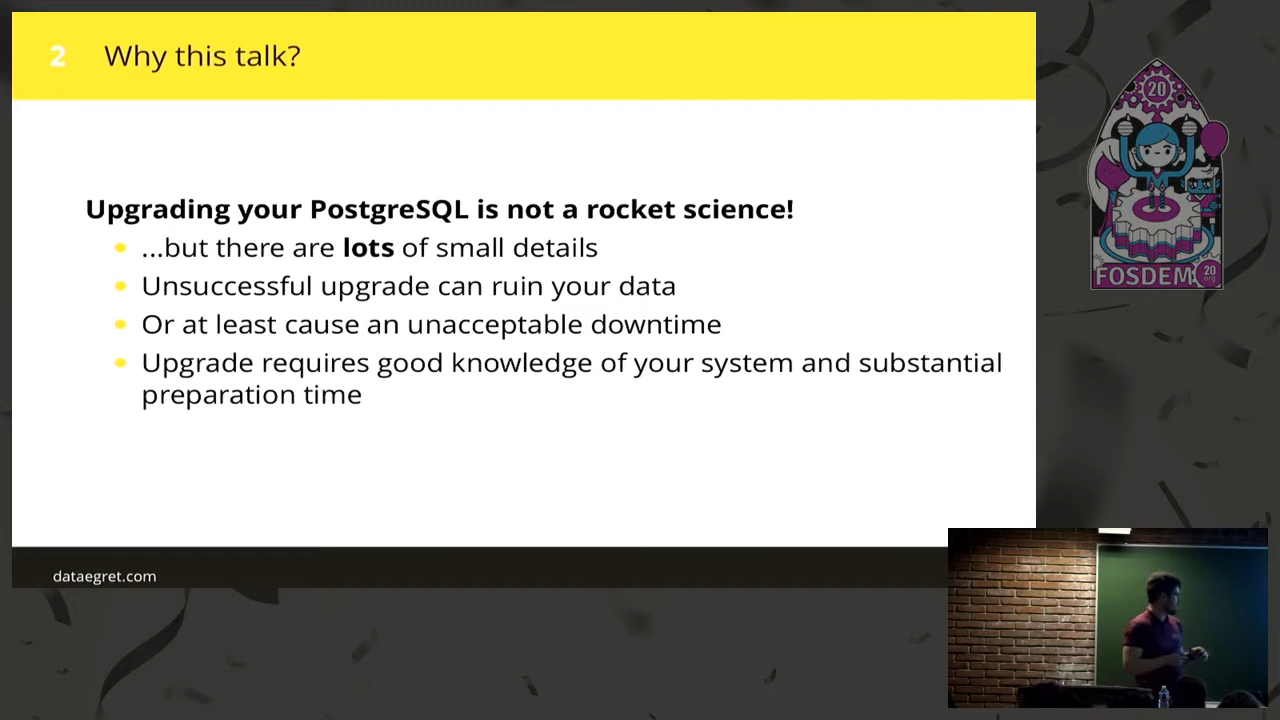 2 Why this talk?
Upgrading your PostgreSQL is not a rocket science!
...but there are lots of small details
Unsuccessful upgrade can ruin your data
Or at least cause an unacceptable downtime
Upgrade requires good knowledge of your system and substantial
preparation time
dataegret.com
20
FOSDEM
20
.org